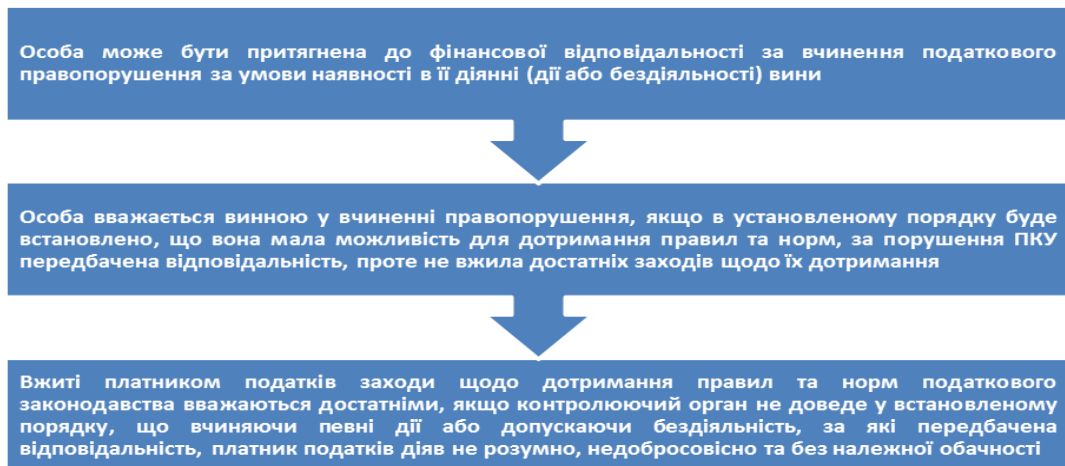 Особа може бути притягнена до фінансової відповідальності за вчинення податкового
правопорушення за умови наявності в її діянні (дії або бездіяльності) вини
Особа вважається винною у вчиненні правопорушення, якщо в установленому порядку буде
встановлено, що вона мала можливість для дотримання правил та норм, за порушення ПКУ
передбачена відповідальність, проте не вжила достатніх заходів щодо їх дотримання
Вжиті платником податків заходи щодо дотримання правил та норм податкового
законодавства вважаються достатніми, якщо контролюючий орган не доведе у встановленому
порядку, що вчиняючи певні дії або допускаючи бездіяльність, за які передбачена
відповідальність, платник податків діяв не розумно, недобросовісно та без належної обачності